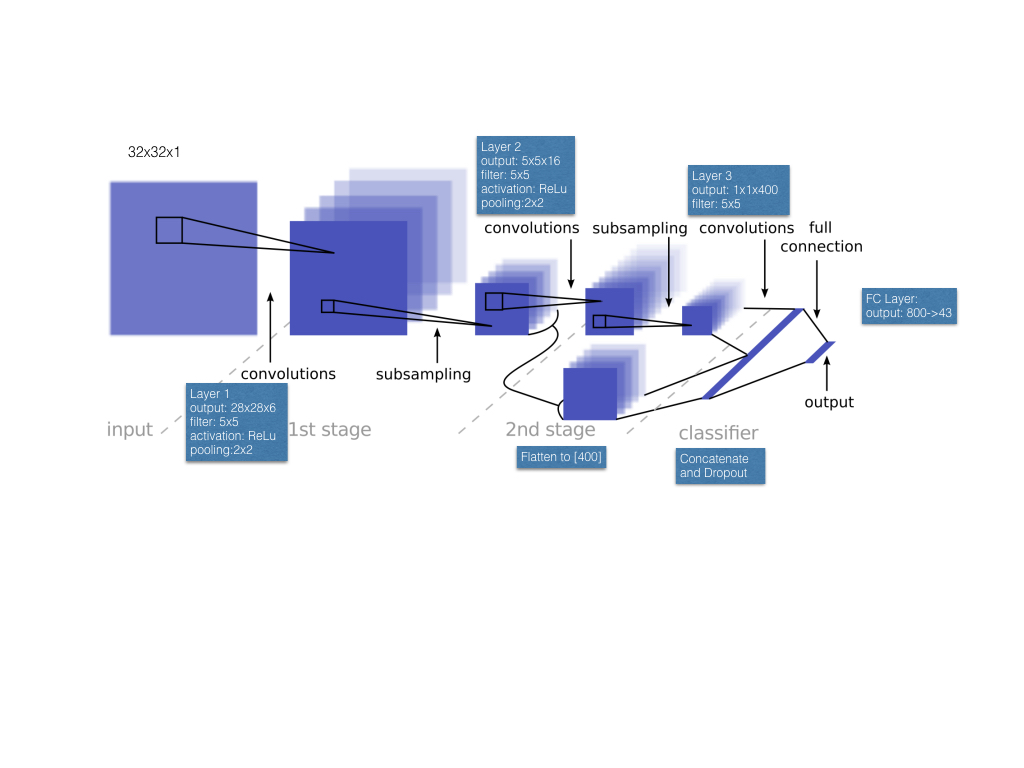 32x32x1
Layer 2
output: 5x5x16
filter: 5x5
activation: ReLu
pooling:2x2
Layer 3
output: 1x1x400
filter: 5x5
convolutions
subsampling
convolutions
full
connection
FC Layer:
output: 800->43
convolutions
subsampling
Layer 1
output: 28x28x6
filter: 5x5
activation: ReLu
pooling:2x2
output
input
1st stage
2nd stage
classifier
Flatten to [400]
Concatenate
and Dropout